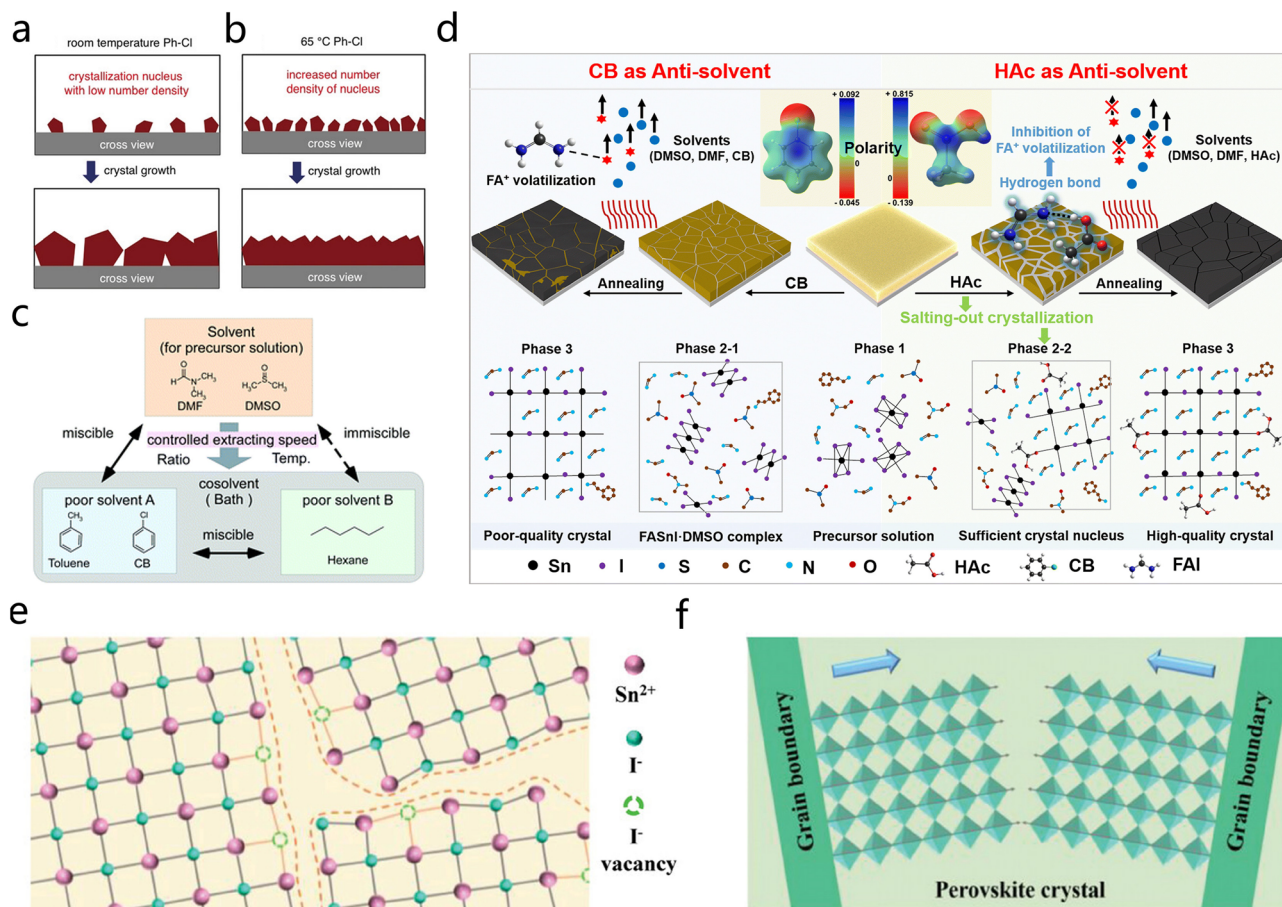 a
room temperature Ph-Cl
crystallization nucleus
with low number density
cross view
crystal growth
cross view
b
65 °C Ph-Cl
increased number
density of nucleus
cross view
crystal growth
cross view
c
Solvent
(for precursor solution)
DMF
DMSO
miscible
controlled extracting speed
immiscible
Ratio
Temp.
cosolvent
( Bath )
poor solvent A
poor solvent B
miscible
Toluene
CB
Hexane
O
H
N
CH₃
CH₃
O
H₃C
S
CH₃
CH₃
Cl
d
CB as Anti-solvent
HAc as Anti-solvent
FA⁺ volatilization
Solvents
(DMSO, DMF, CB)
+ 0.092
+ 0.815
Polarity
0
0
- 0.045
- 0.139
Inhibition of
FA⁺ volatilization
Hydrogen bond
Solvents
(DMSO, DMF, HAc)
Annealing
CB
HAc
Annealing
Salting-out crystallization
Phase 3
Phase 2-1
Phase 1
Phase 2-2
Phase 3
Poor-quality crystal
FASnI·DMSO complex
Precursor solution
Sufficient crystal nucleus
High-quality crystal
Sn
I
S
C
N
O
HAc
CB
FAI
e
Sn²⁺
I⁻
I⁻
vacancy
f
Grain boundary
Grain boundary
Perovskite crystal